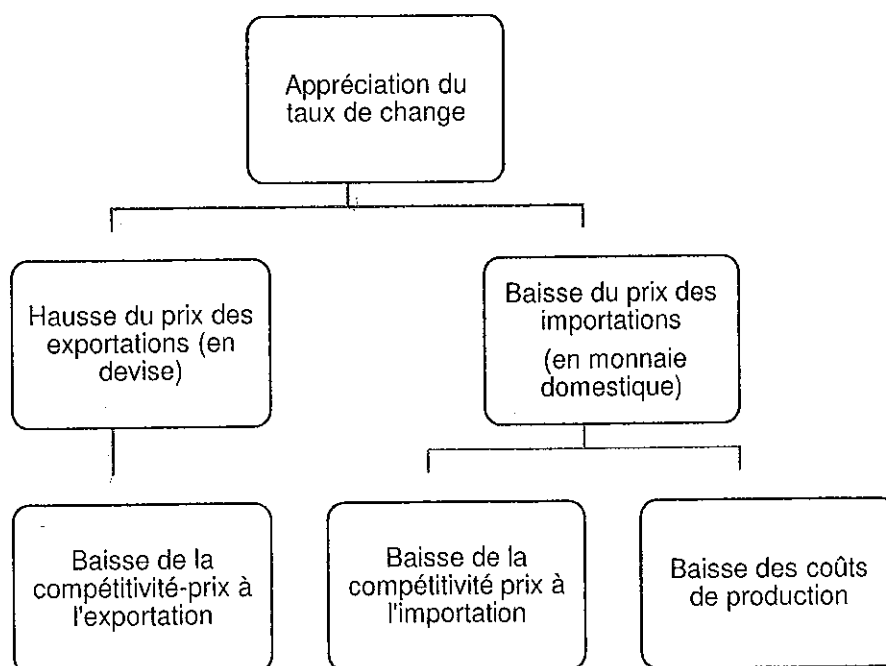 Appréciation du
taux de change
Hausse du prix des
exportations (en
devise)
Baisse du prix des
importations
(en monnaie
domestique)
Baisse de la
compétitivité-prix à
l'exportation
Baisse de la
compétitivité prix à
l'importation
Baisse des coûts
de production